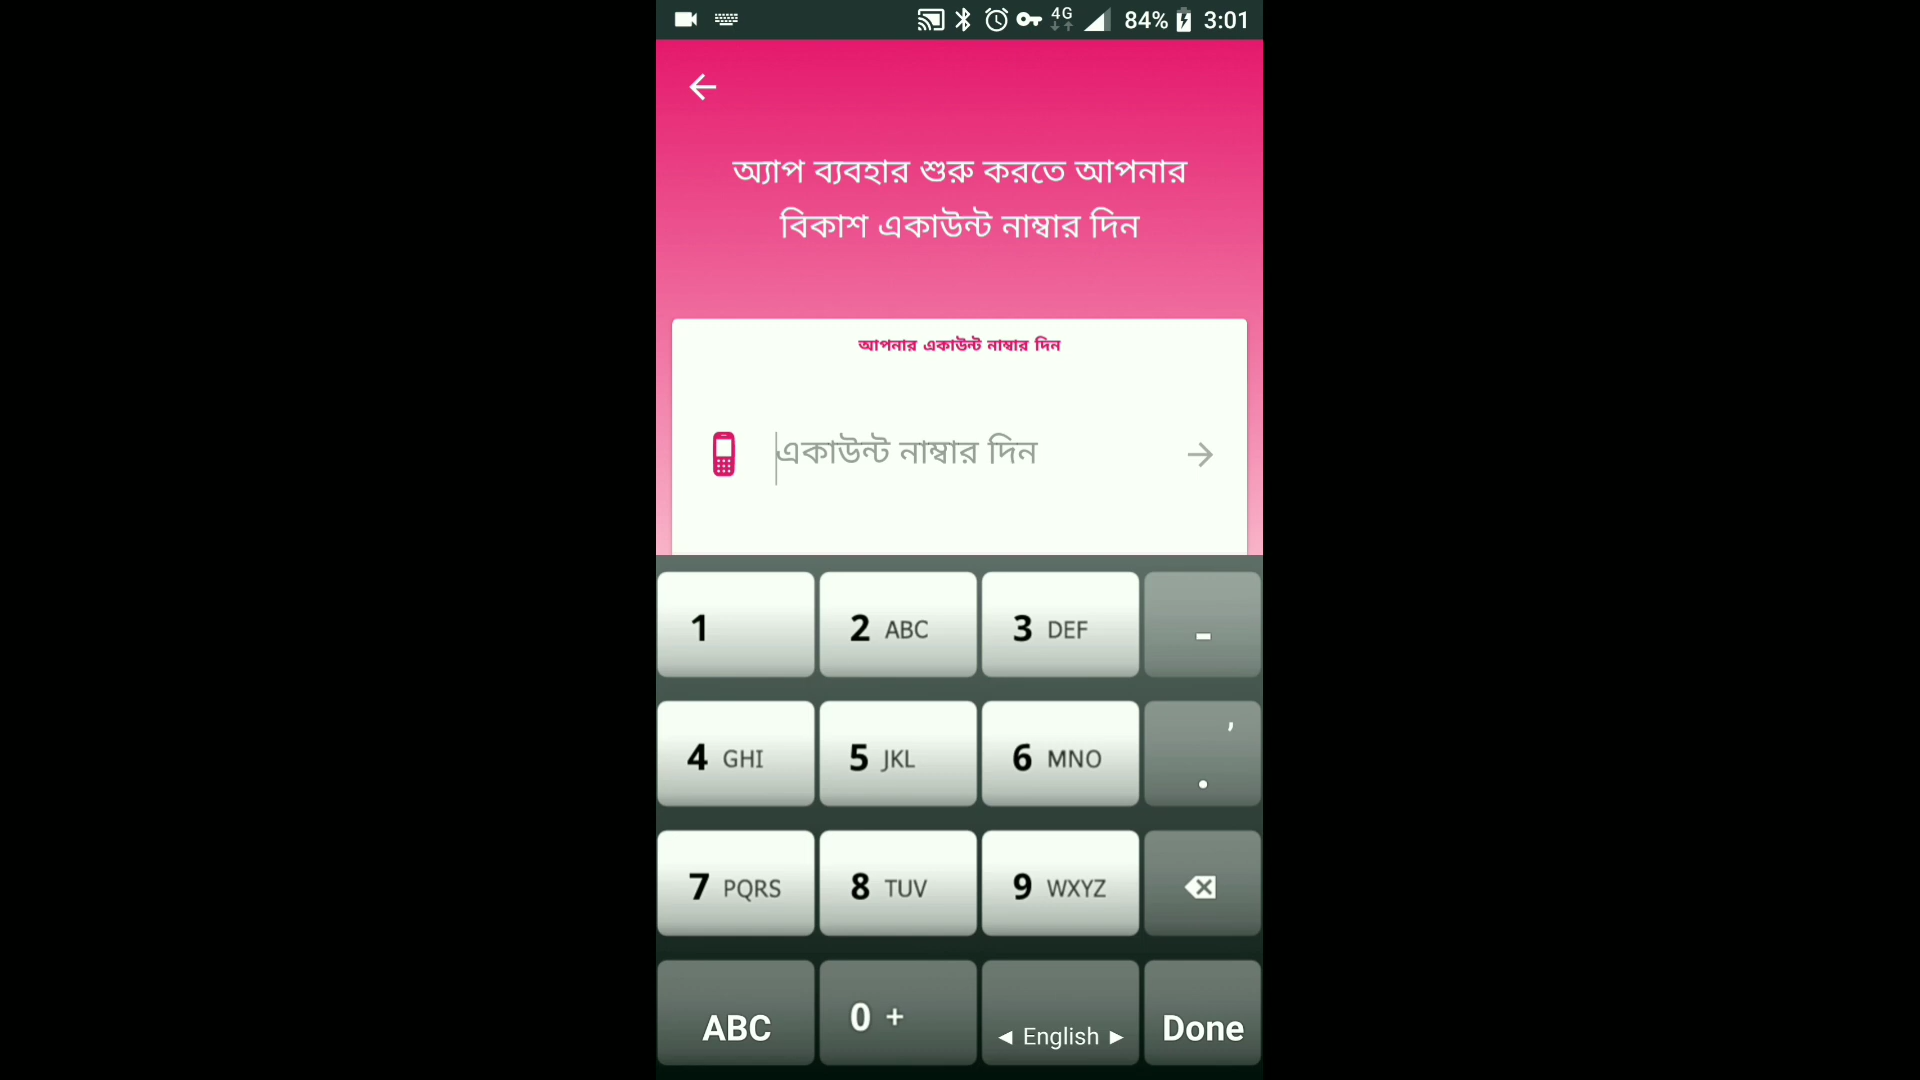 4G 84% 3:01
অ্যাপ ব্যবহার শুরু করতে আপনার
বিকাশ একাউন্ট নাম্বার দিন
আপনার একাউন্ট নাম্বার দিন
একাউন্ট নাম্বার দিন
1 2 ABC 3 DEF -
4 GHI 5 JKL 6 MNO , .
7 PQRS 8 TUV 9 WXYZ
ABC 0 + ◄ English ► Done